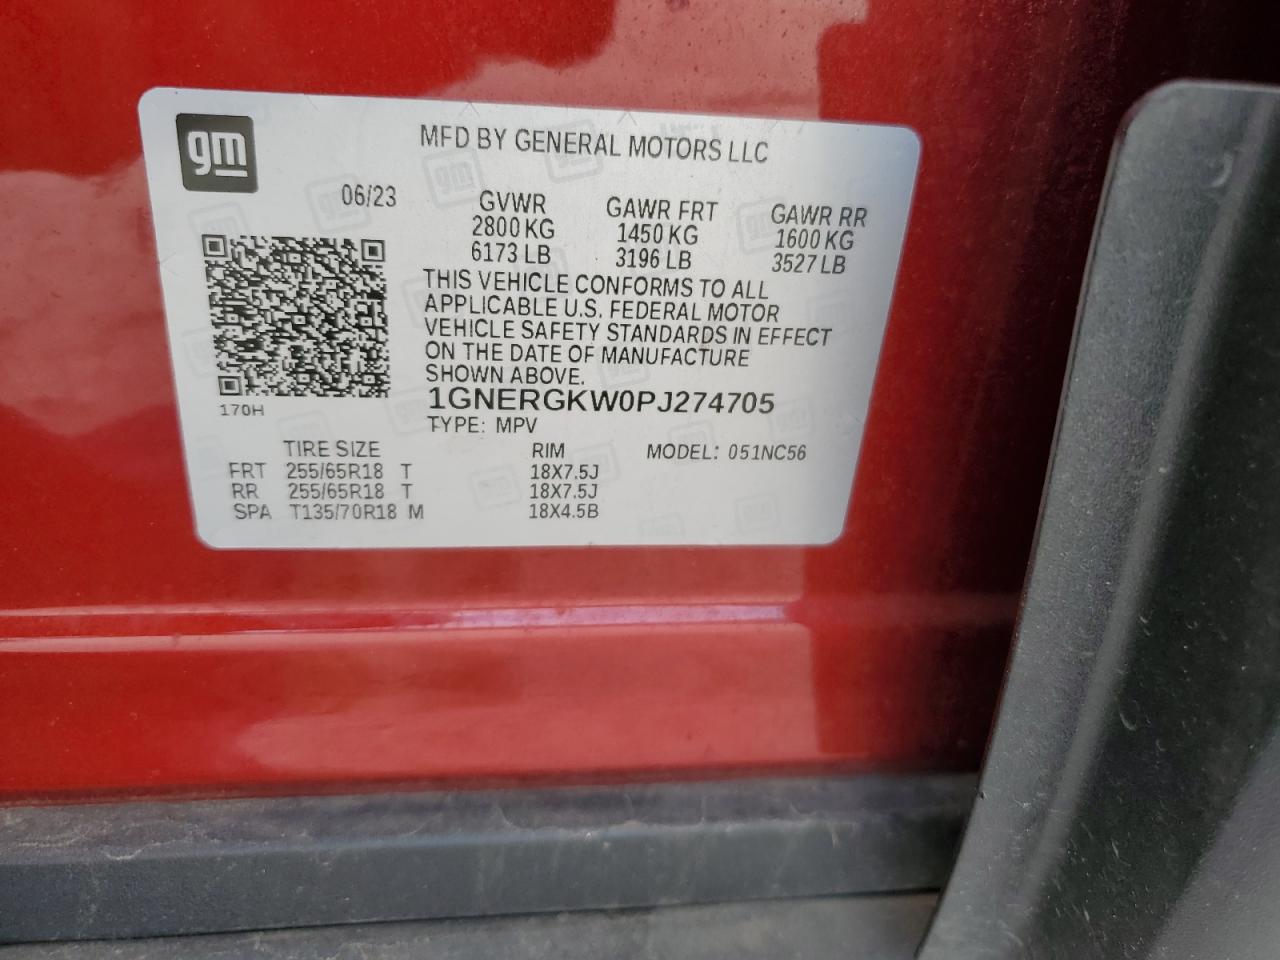 gm
MFD BY GENERAL MOTORS LLC
06/23 GVWR GAWR FRT GAWR RR
2800 KG 1450 KG 1600 KG
6173 LB 3196 LB 3527 LB
THIS VEHICLE CONFORMS TO ALL
APPLICABLE U.S. FEDERAL MOTOR
VEHICLE SAFETY STANDARDS IN EFFECT
ON THE DATE OF MANUFACTURE
SHOWN ABOVE.
1GNERGKW0PJ274705
170H
TYPE: MPV
TIRE SIZE RIM MODEL: 051NC56
FRT 255/65R18 T 18X7.5J
RR 255/65R18 T 18X7.5J
SPA T135/70R18 M 18X4.5B